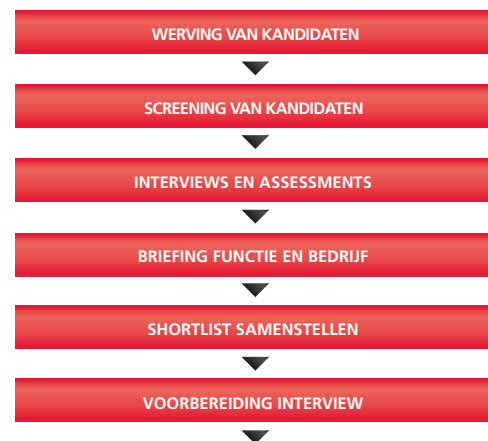 WERVING VAN KANDIDATEN
SCREENING VAN KANDIDATEN
INTERVIEWS EN ASSESSMENTS
BRIEFING FUNCTIE EN BEDRIJF
SHORTLIST SAMENSTELLEN
VOORBEREIDING INTERVIEW